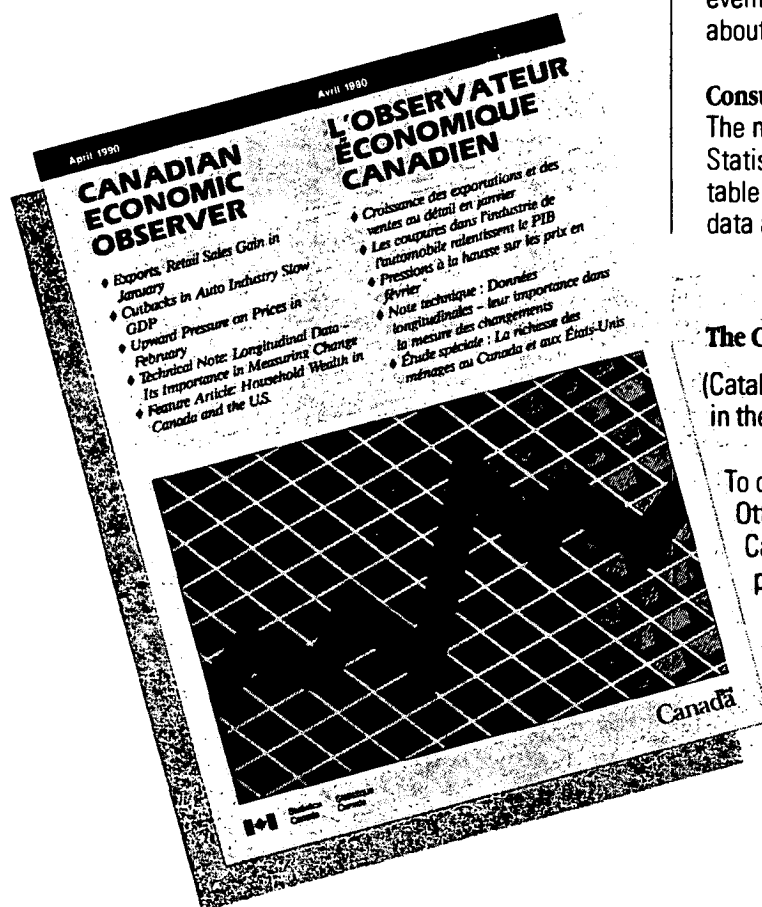 April 1990
CANADIAN
ECONOMIC
OBSERVER
♦ Exports, Retail Sales Gain in
January
♦ Cutbacks in Auto Industry Slow
GDP
♦ Upward Pressure on Prices in
February
♦ Technical Note: Longitudinal Data –
Its Importance in Measuring Change
♦ Feature Article: Household Wealth in
Canada and the U.S.
Avril 1990
L'OBSERVATEUR
ÉCONOMIQUE
CANADIEN
♦ Croissance des exportations et des
ventes au détail en janvier
♦ Les coupures dans l'industrie de
l'automobile ralentissent le PIB
♦ Pressions à la hausse sur les prix en
février
♦ Note technique : Données
longitudinales – leur importance dans
la mesure des changements
♦ Étude spéciale : La richesse des
ménages au Canada et aux États-Unis
Canada
Statistics
Canada
Statistique
Canada
about
Consu
The n
Statis
table
data a
The C
(Catal
in the
To o
Ott
Ca
p